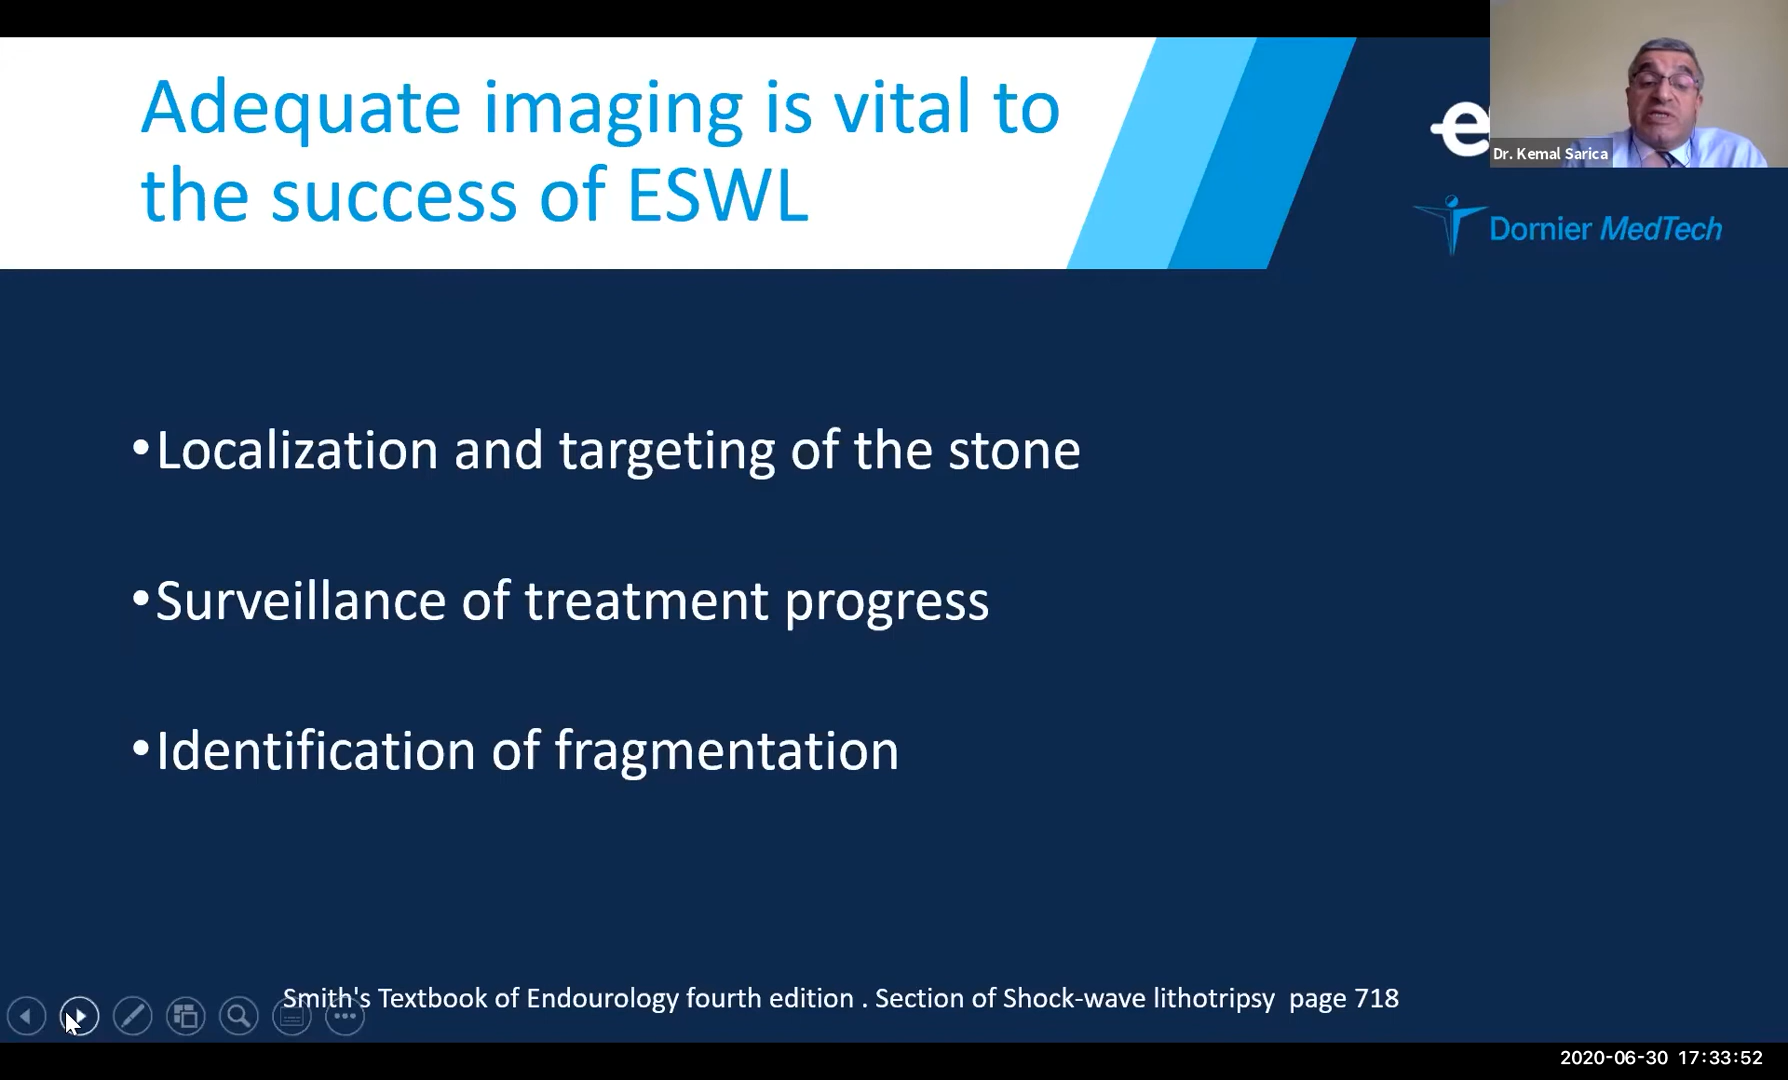 Adequate imaging is vital to
the success of ESWL
Dr. Kemal Sarica
Dornier MedTech
•Localization and targeting of the stone
•Surveillance of treatment progress
•Identification of fragmentation
Smith's Textbook of Endourology fourth edition . Section of Shock-wave lithotripsy page 718
2020-06-30 17:33:52